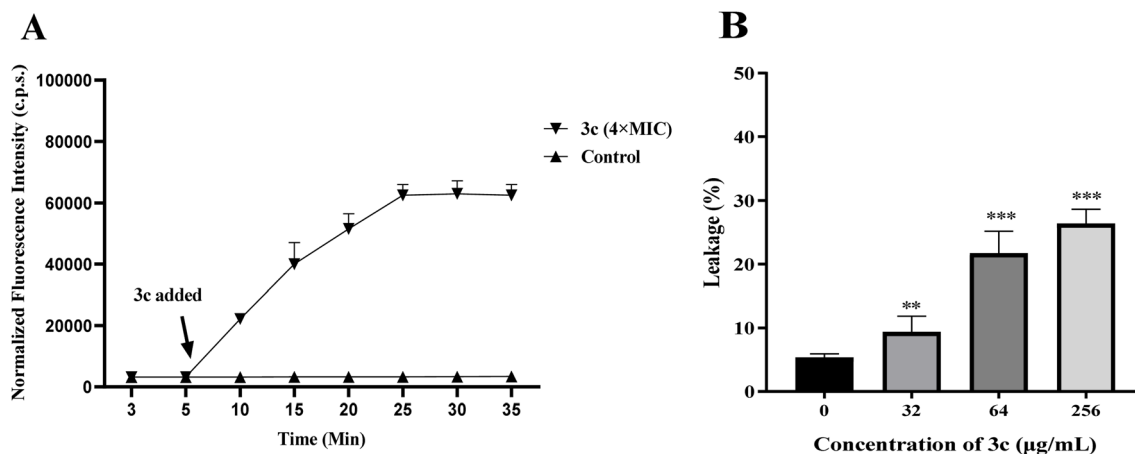 A
Normalized Fluorescence Intensity (c.p.s.)
100000
80000
60000
40000
20000
0
3c added
3c (4×MIC)
Control
3 5 10 15 20 25 30 35
Time (Min)
B
Leakage (%)
50
40
30
20
10
0
**
***
***
0 32 64 256
Concentration of 3c (µg/mL)